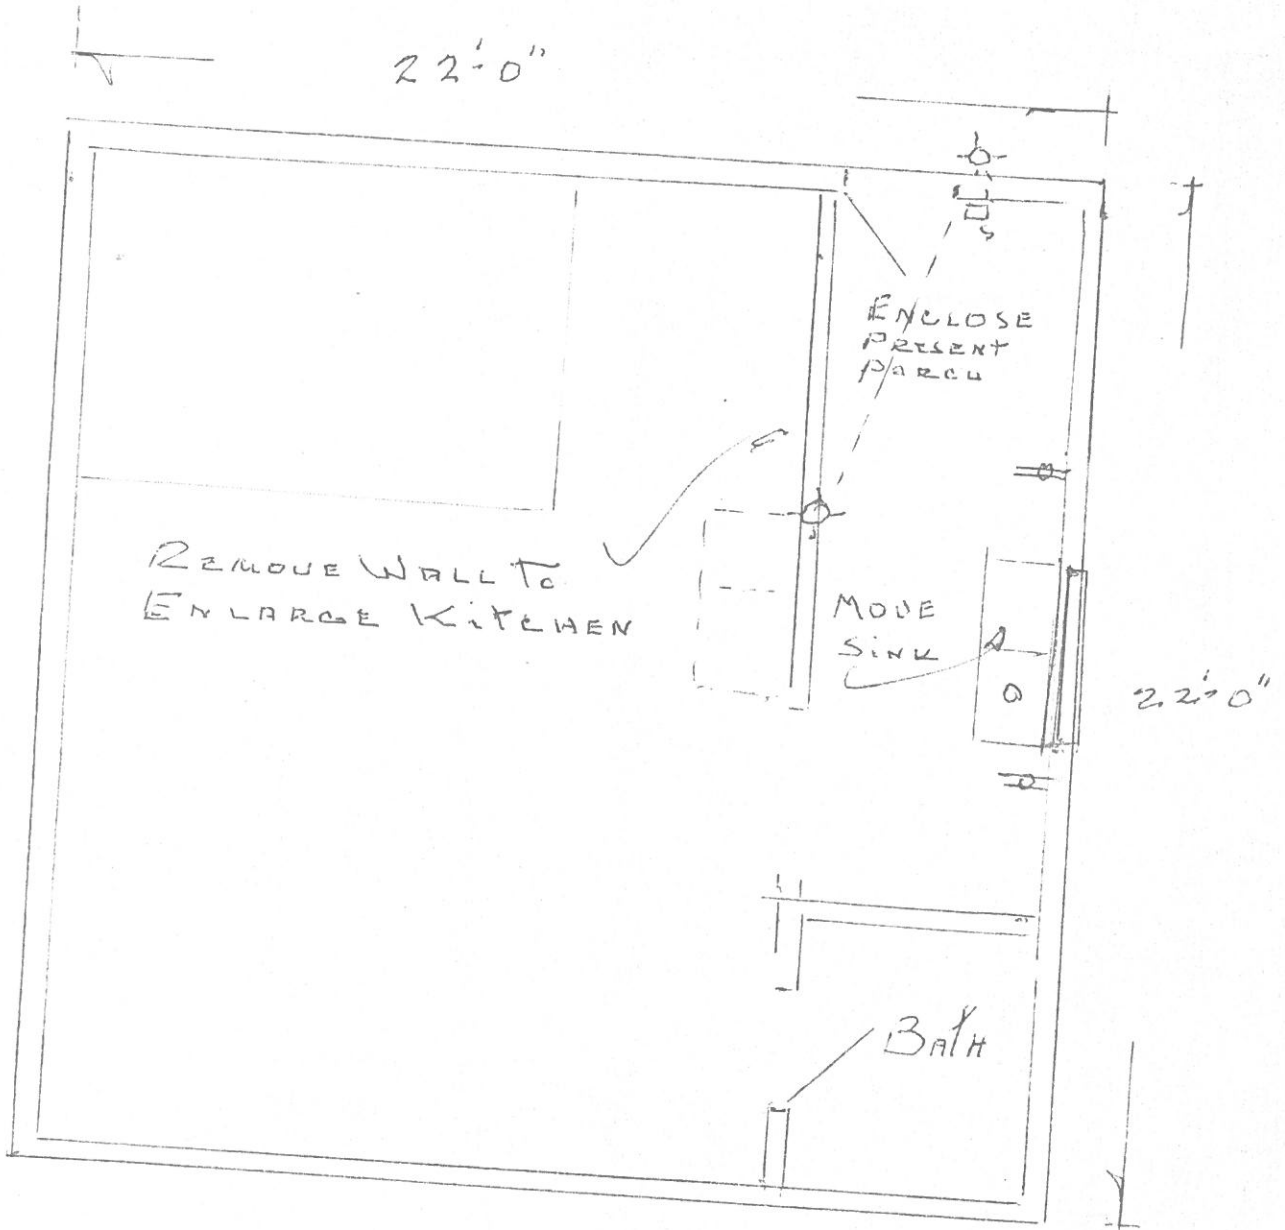 22'-0"
ENCLOSE
PRESENT
PORCH
REMOVE WALL TO
ENLARGE KITCHEN
MOVE
SINK
22'-0"
BATH
S